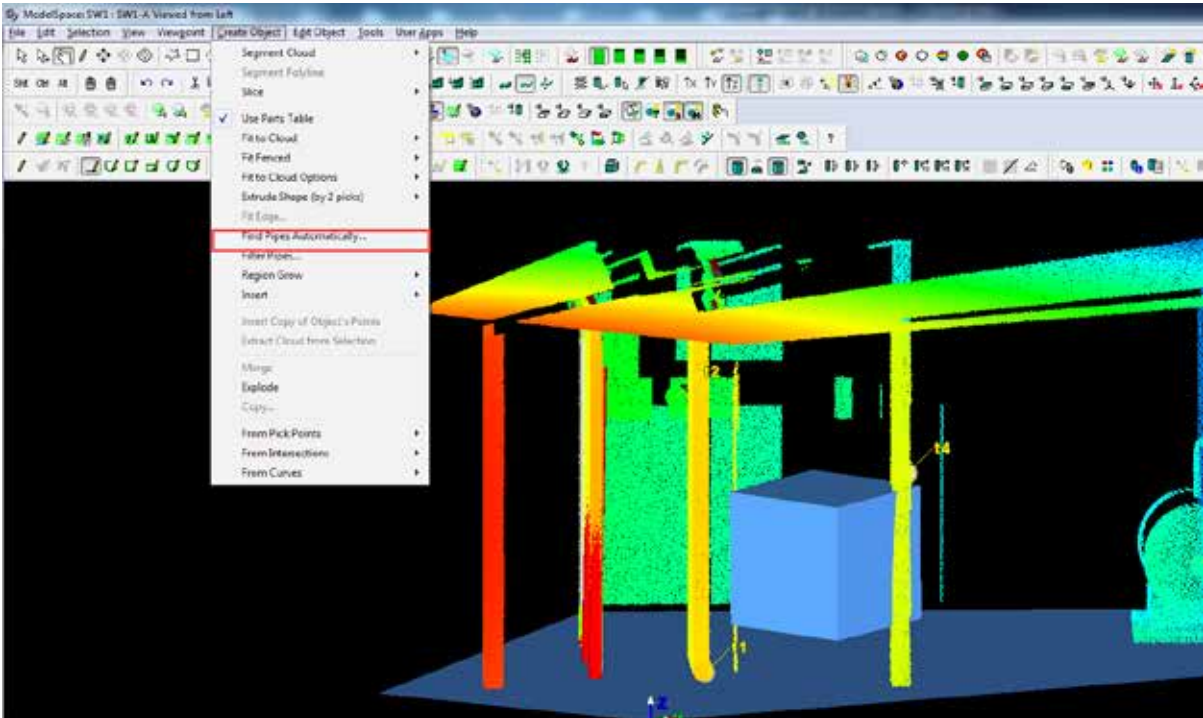 ModelSpace: SW1 : SW1-A Viewed from Left
File Edit Selection View Viewpoint Create Object Edit Object Tools User Apps Help
Segment Cloud
Segment Polyline
Slice
Use Parts Table
Fit to Cloud
Fit Fenced
Fit to Cloud Options
Extrude Shape (by 2 picks)
Fit Edge...
Find Pipes Automatically...
Filter Pipes...
Region Grow
Insert
Insert Copy of Object's Points
Extract Cloud from Selection
Merge
Explode
Copy...
From Pick Points
From Intersections
From Curves
t4
Z